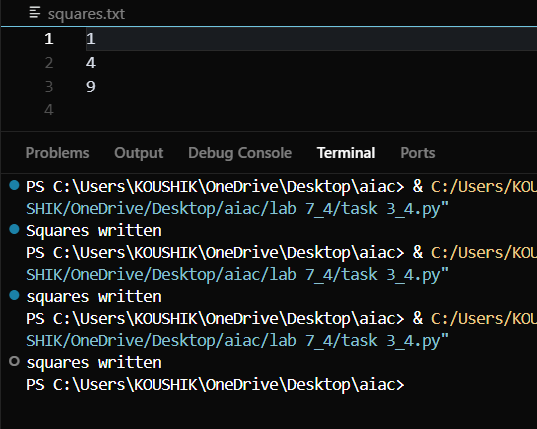 squares.txt
1 1
2 4
3 9
4
Problems Output Debug Console Terminal Ports
PS C:\Users\KOUSHIK\OneDrive\Desktop\aiac> & C:/Users/KOU
SHIK/OneDrive/Desktop/aiac/lab 7_4/task 3_4.py"
Squares written
PS C:\Users\KOUSHIK\OneDrive\Desktop\aiac> & C:/Users/KOU
SHIK/OneDrive/Desktop/aiac/lab 7_4/task 3_4.py"
squares written
PS C:\Users\KOUSHIK\OneDrive\Desktop\aiac> & C:/Users/KOU
SHIK/OneDrive/Desktop/aiac/lab 7_4/task 3_4.py"
squares written
PS C:\Users\KOUSHIK\OneDrive\Desktop\aiac>